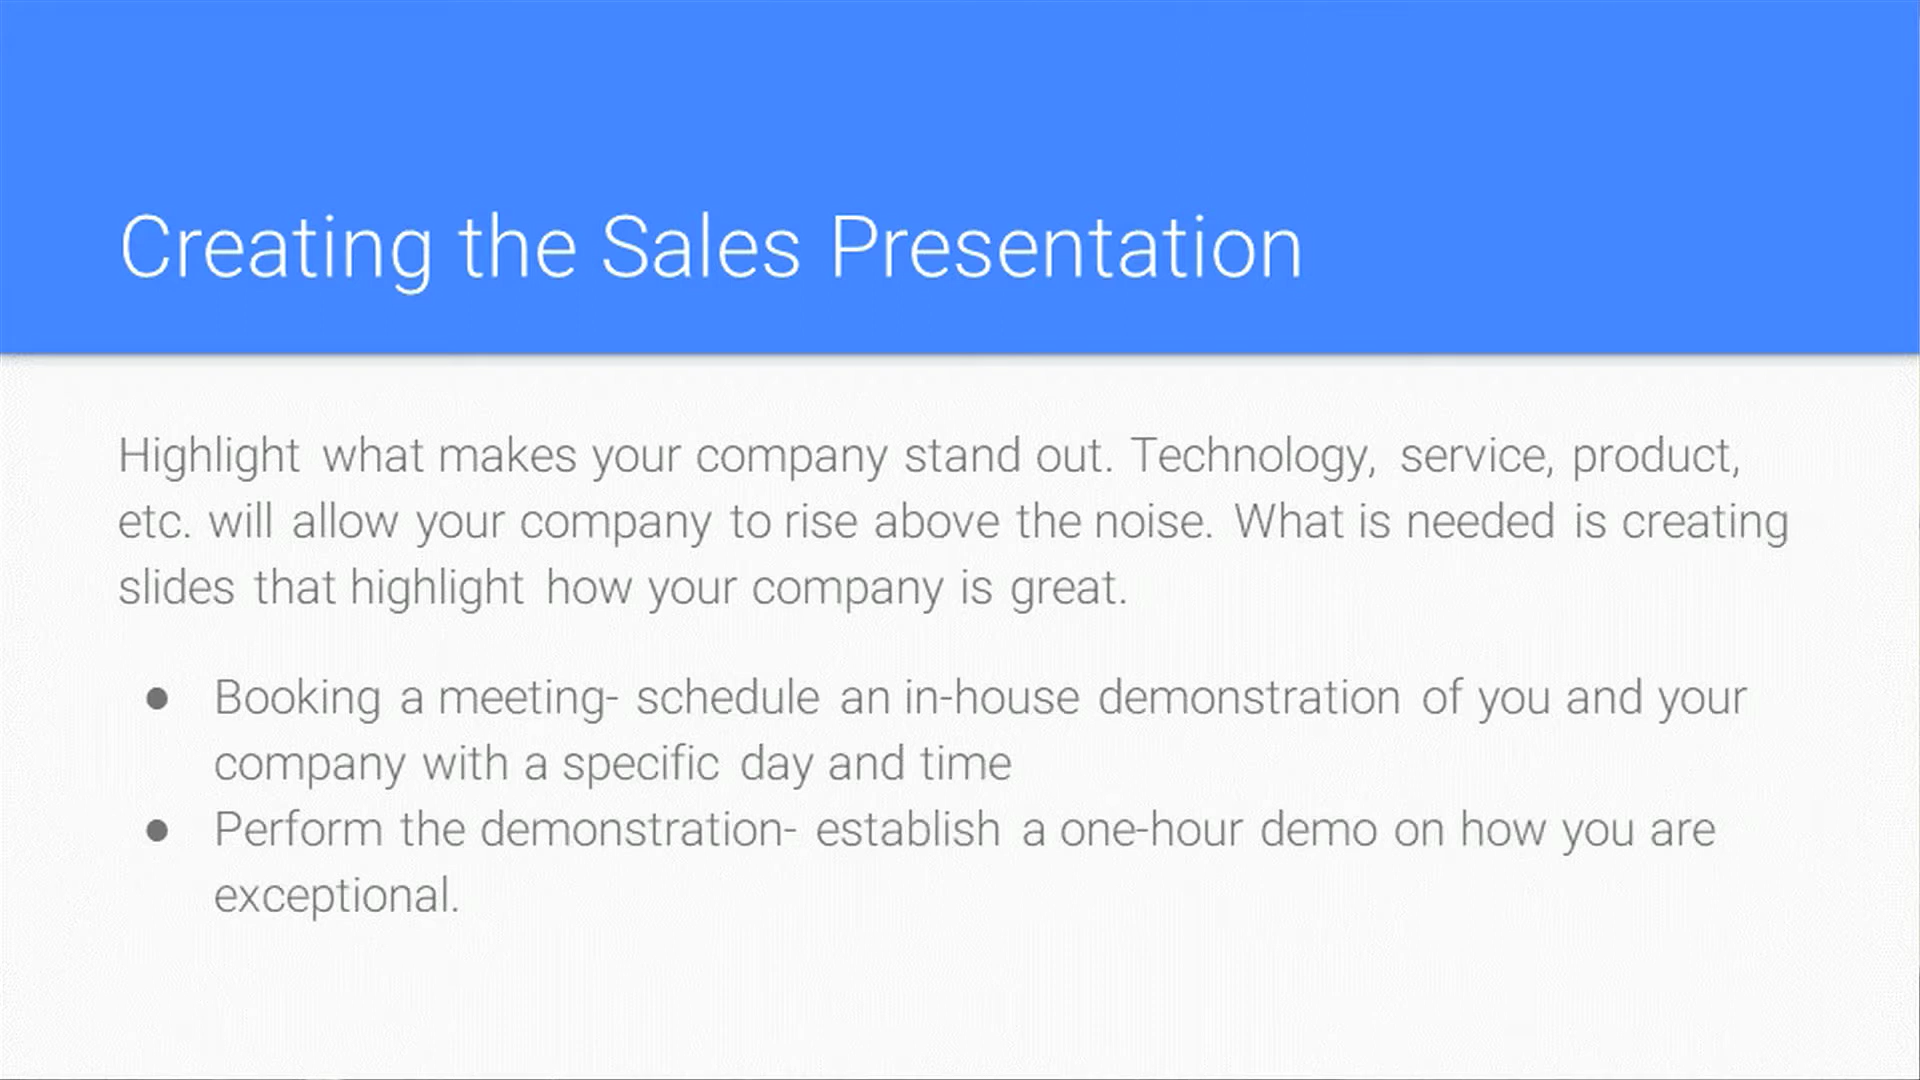 Creating the Sales Presentation
Highlight what makes your company stand out. Technology, service, product,
etc. will allow your company to rise above the noise. What is needed is creating
slides that highlight how your company is great.
● Booking a meeting- schedule an in-house demonstration of you and your
company with a specific day and time
● Perform the demonstration- establish a one-hour demo on how you are
exceptional.